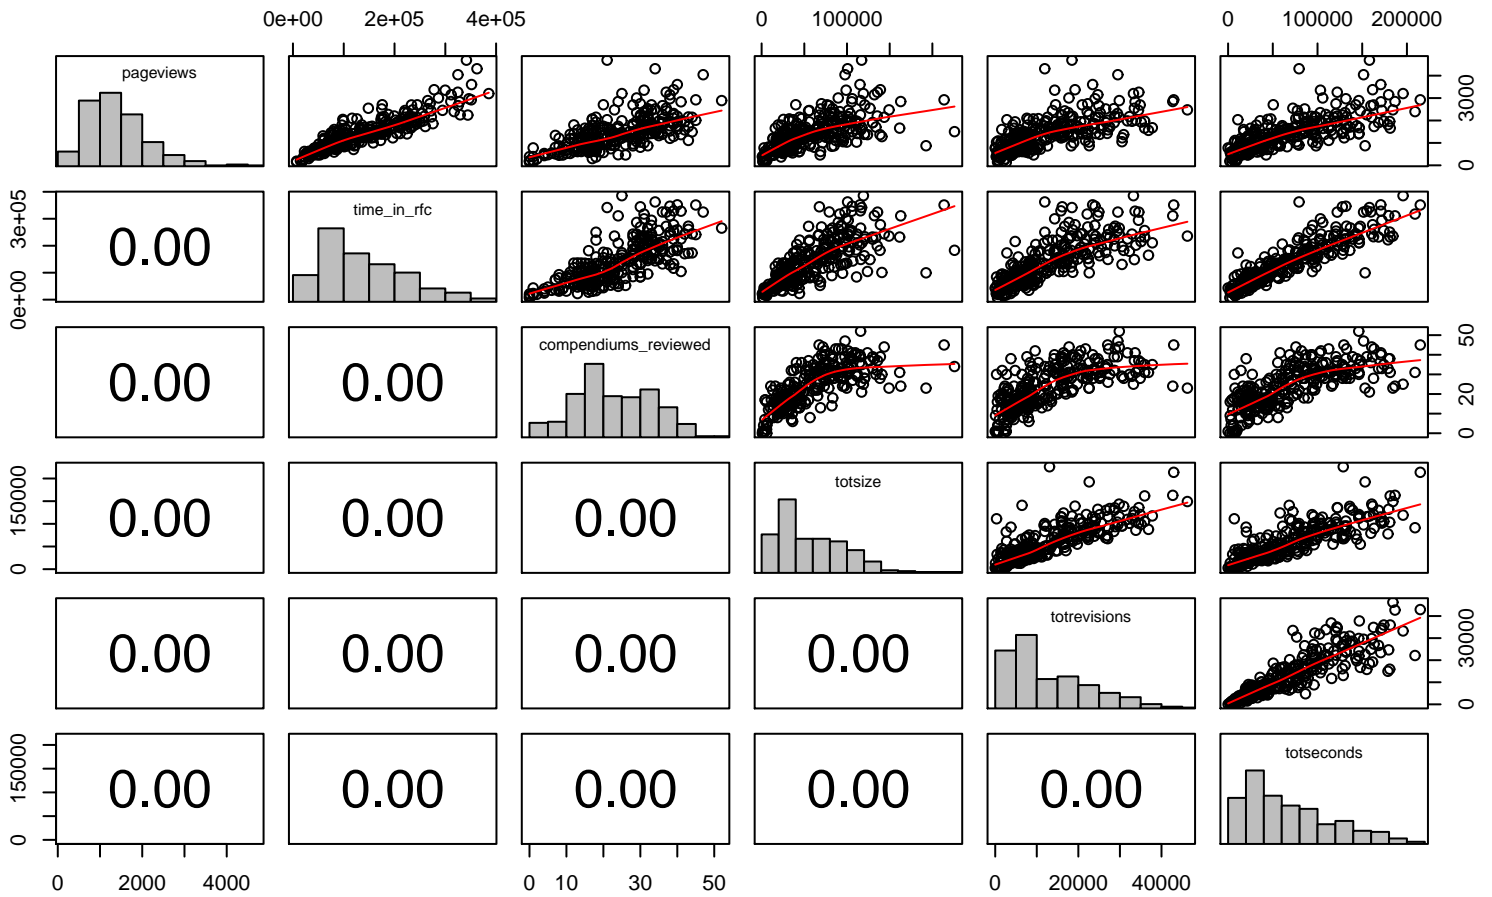 0e+00 2e+05 4e+05 0 100000 0 100000 200000
pageviews
0 3000
0e+00 3e+05
0.00
time_in_rfc
0.00 0.00
compendiums_reviewed
0 20 50
0 150000
0.00 0.00 0.00
totsize
0.00 0.00 0.00 0.00
totrevisions
0 30000
0 150000
0.00 0.00 0.00 0.00 0.00
totseconds
0 2000 4000 0 10 30 50 0 20000 40000